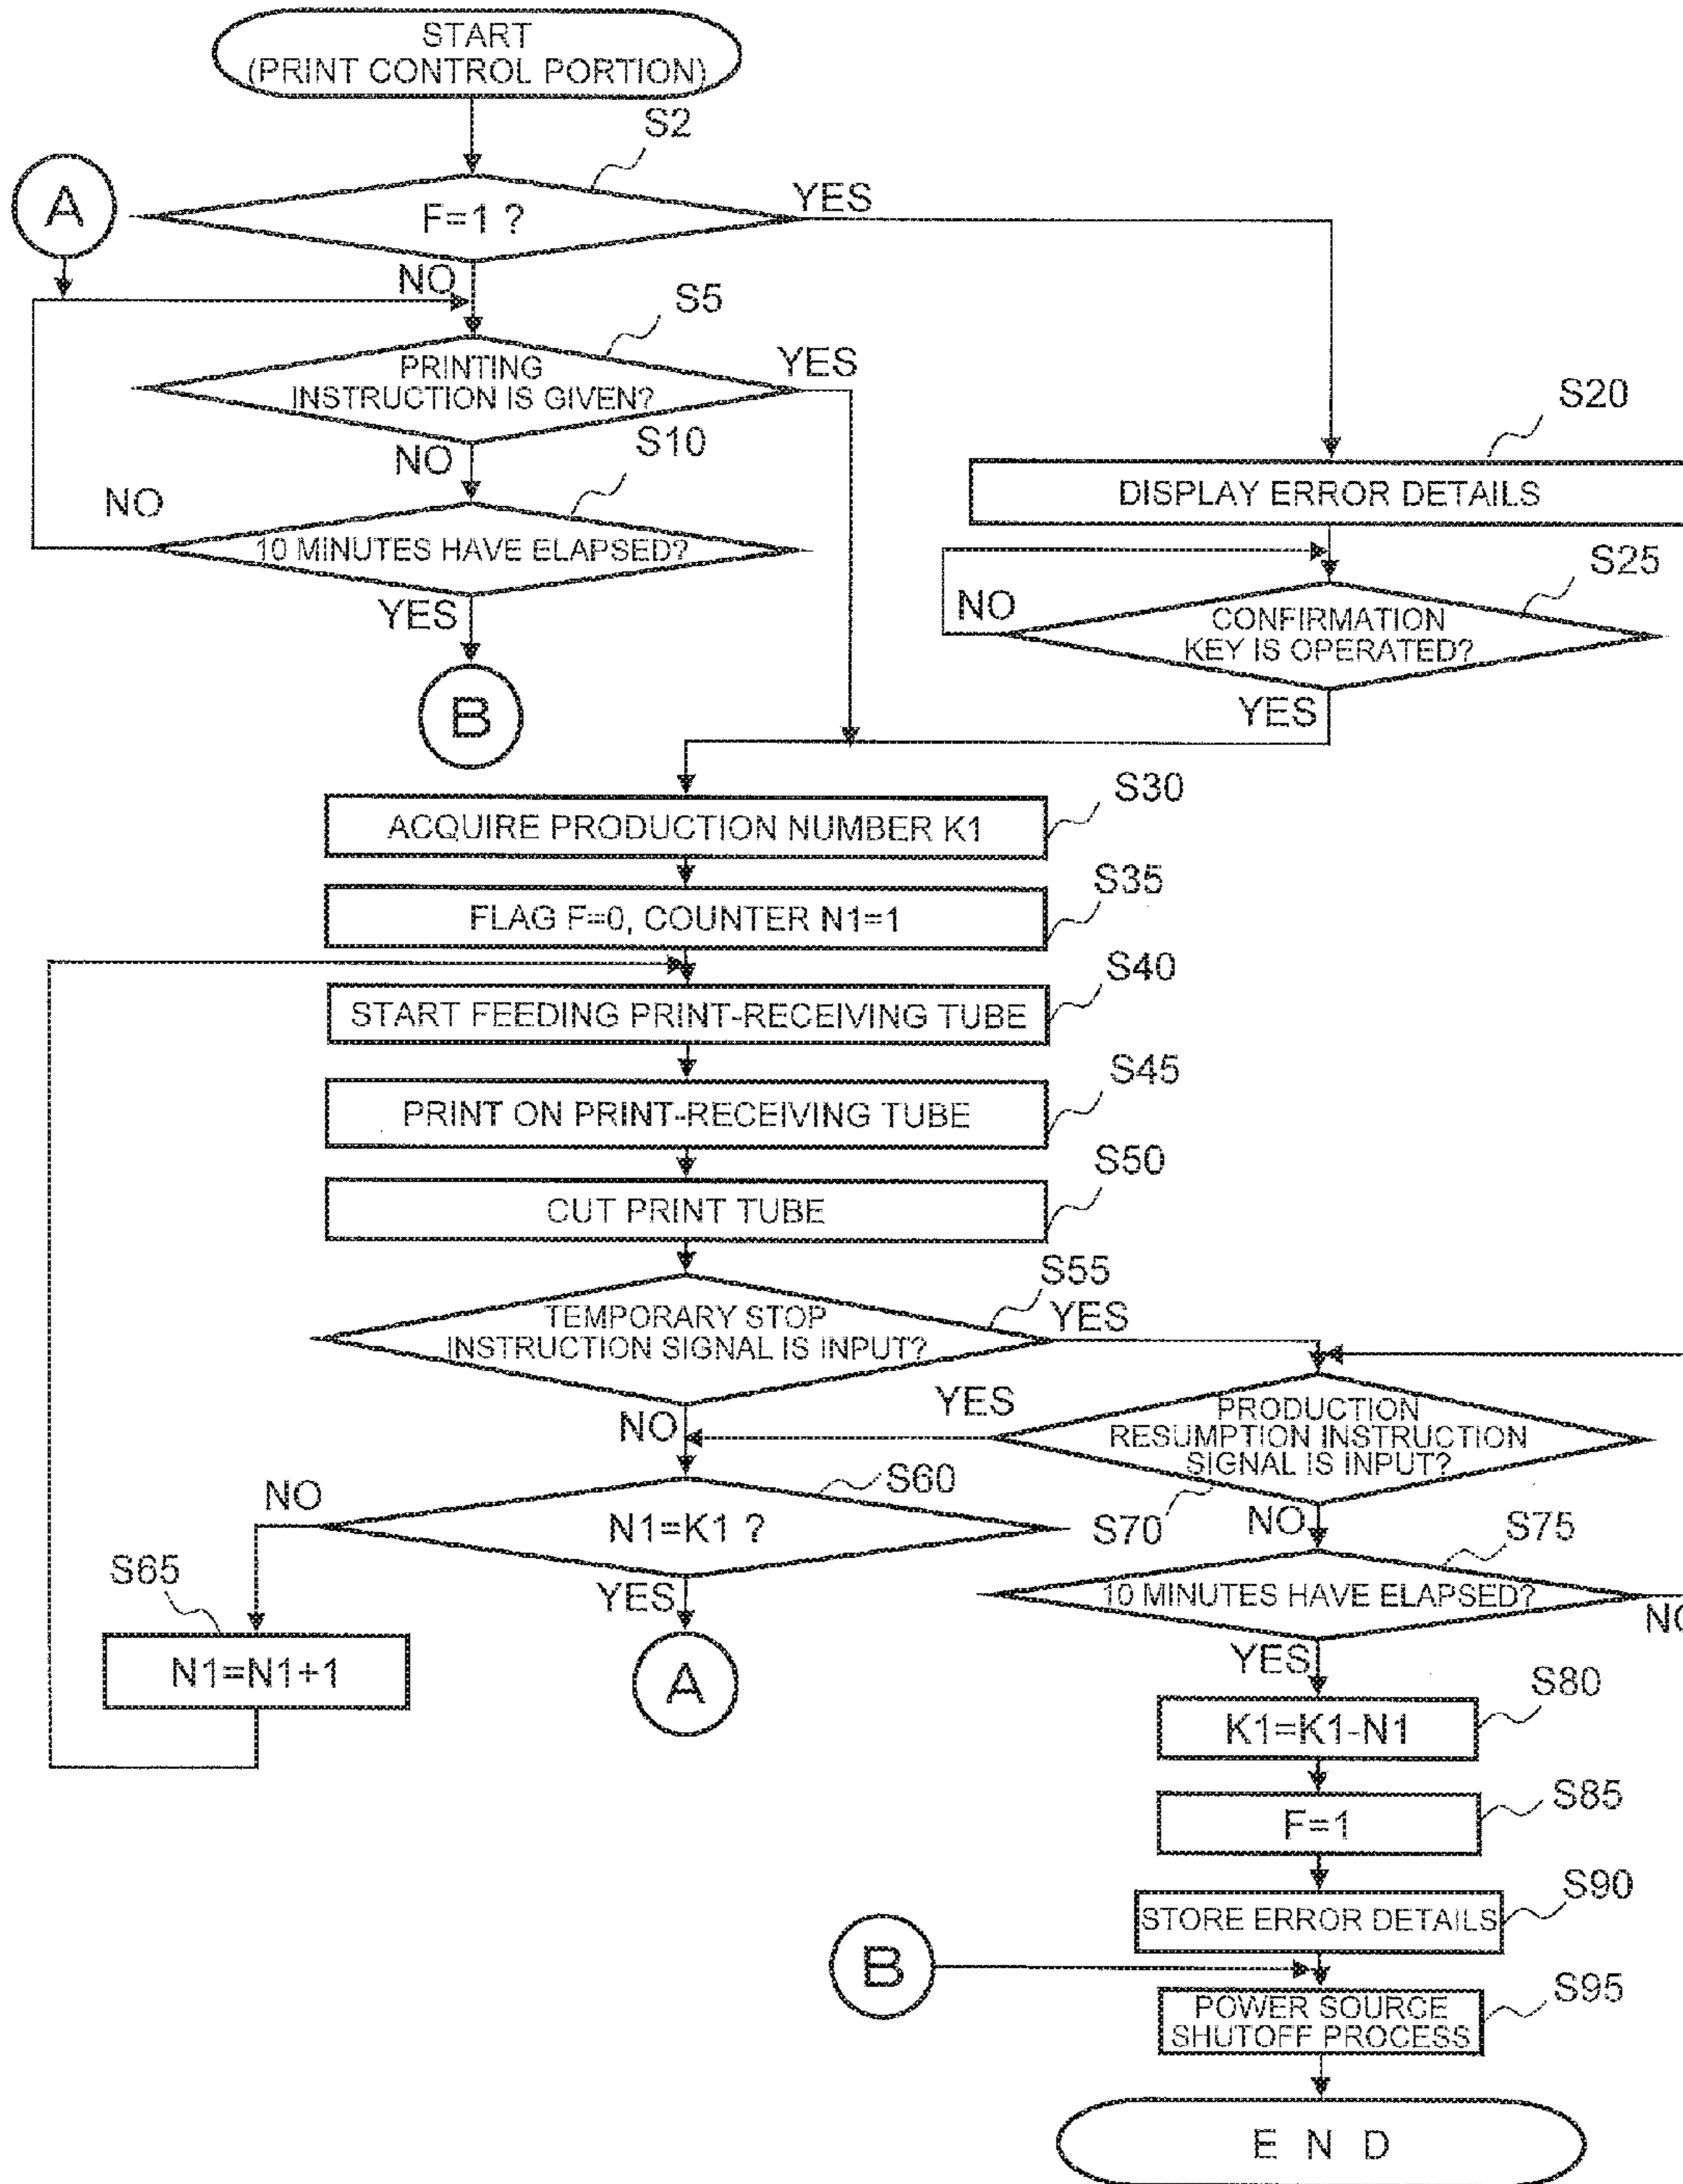 START
(PRINT CONTROL PORTION)
S2
A
F=1 ?
YES
NO
S5
PRINTING
INSTRUCTION IS GIVEN?
YES
NO
S10
NO
10 MINUTES HAVE ELAPSED?
YES
B
S20
DISPLAY ERROR DETAILS
S25
NO
CONFIRMATION
KEY IS OPERATED?
YES
S30
ACQUIRE PRODUCTION NUMBER K1
S35
FLAG F=0, COUNTER N1=1
S40
START FEEDING PRINT-RECEIVING TUBE
S45
PRINT ON PRINT-RECEIVING TUBE
S50
CUT PRINT TUBE
S55
TEMPORARY STOP
INSTRUCTION SIGNAL IS INPUT?
YES
NO
YES
PRODUCTION
RESUMPTION INSTRUCTION
SIGNAL IS INPUT?
S70
NO
S60
NO
N1=K1 ?
YES
S65
N1=N1+1
A
S75
10 MINUTES HAVE ELAPSED?
NO
YES
S80
K1=K1-N1
S85
F=1
S90
STORE ERROR DETAILS
B
S95
POWER SOURCE
SHUTOFF PROCESS
E N D